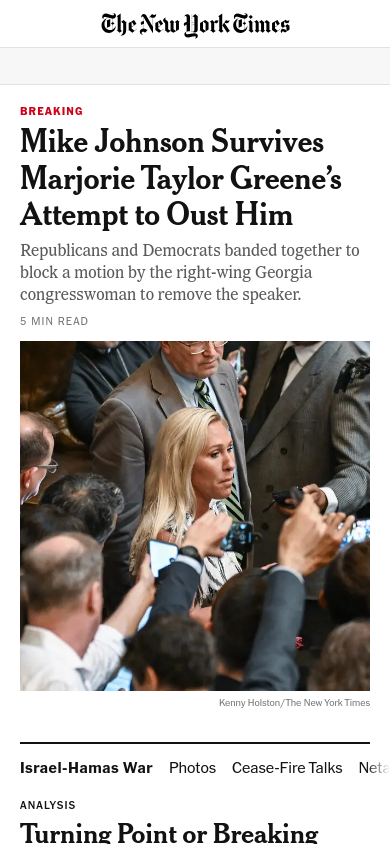 The New York Times
BREAKING
Mike Johnson Survives
Marjorie Taylor Greene’s
Attempt to Oust Him
Republicans and Democrats banded together to
block a motion by the right-wing Georgia
congresswoman to remove the speaker.
5 MIN READ
Kenny Holston/The New York Times
Israel-Hamas War Photos Cease-Fire Talks Neta
ANALYSIS
Turning Point or Breaking